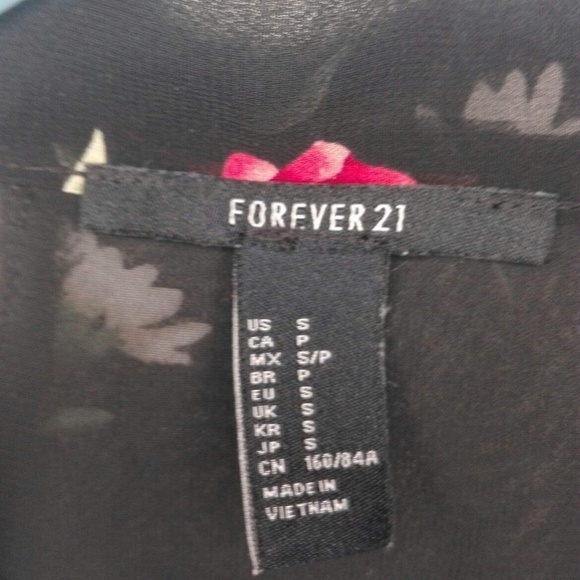 FOREVER 21
US S
CA P
MX S/P
BR P
EU S
UK S
KR S
JP S
CN 160/84A
MADE IN
VIETNAM